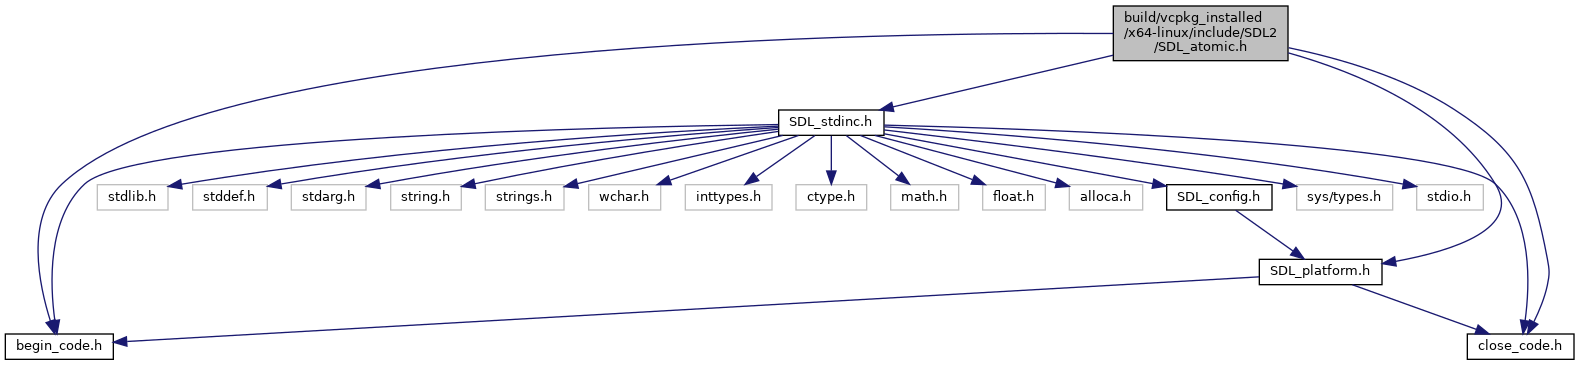 build/vcpkg_installed
/x64-linux/include/SDL2
/SDL_atomic.h
SDL_stdinc.h
stdlib.h
stddef.h
stdarg.h
string.h
strings.h
wchar.h
inttypes.h
ctype.h
math.h
float.h
alloca.h
SDL_config.h
sys/types.h
stdio.h
SDL_platform.h
begin_code.h
close_code.h